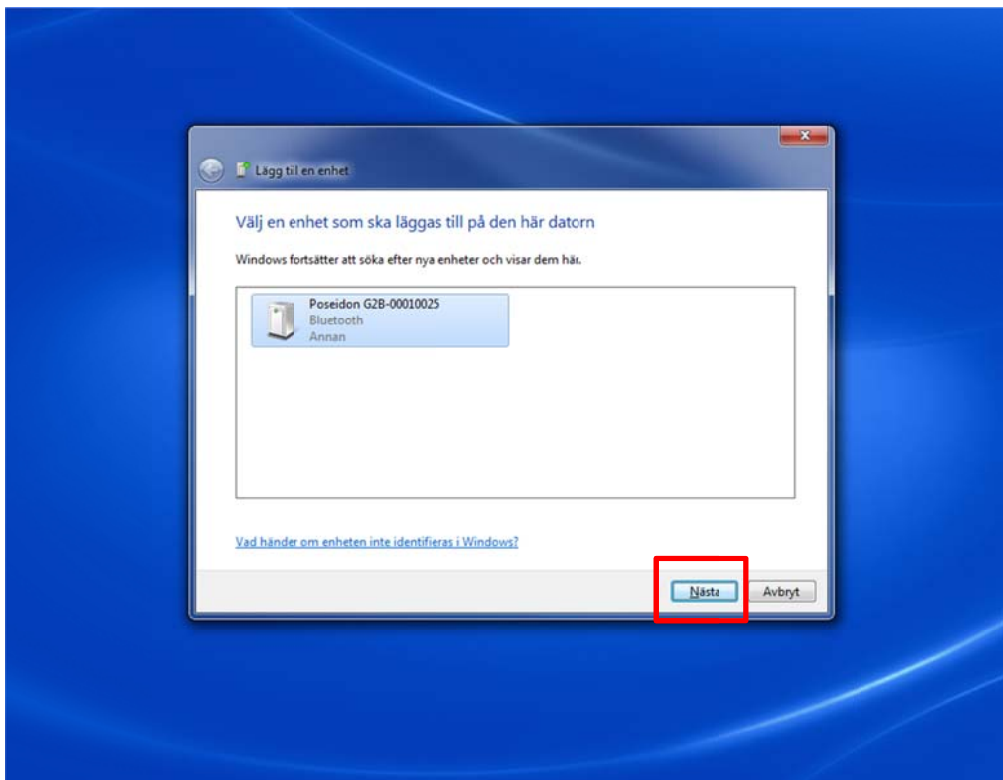 Lägg til en enhet
Välj en enhet som ska läggas till på den här datorn
Windows fortsätter att söka efter nya enheter och visar dem här.
Poseidon G2B-00010025
Bluetooth
Annan
Vad händer om enheten inte identifieras i Windows?
Nästa
Avbryt